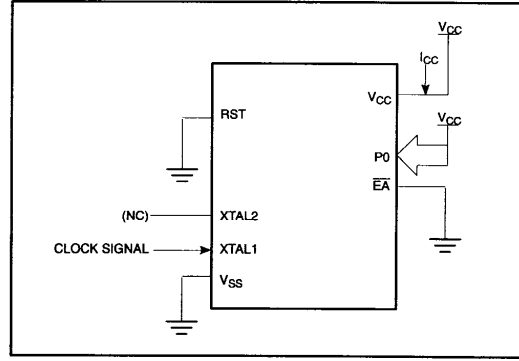 VCC
ICC
VCC
RST
VCC
P0
EA
(NC)
XTAL2
CLOCK SIGNAL
XTAL1
VSS